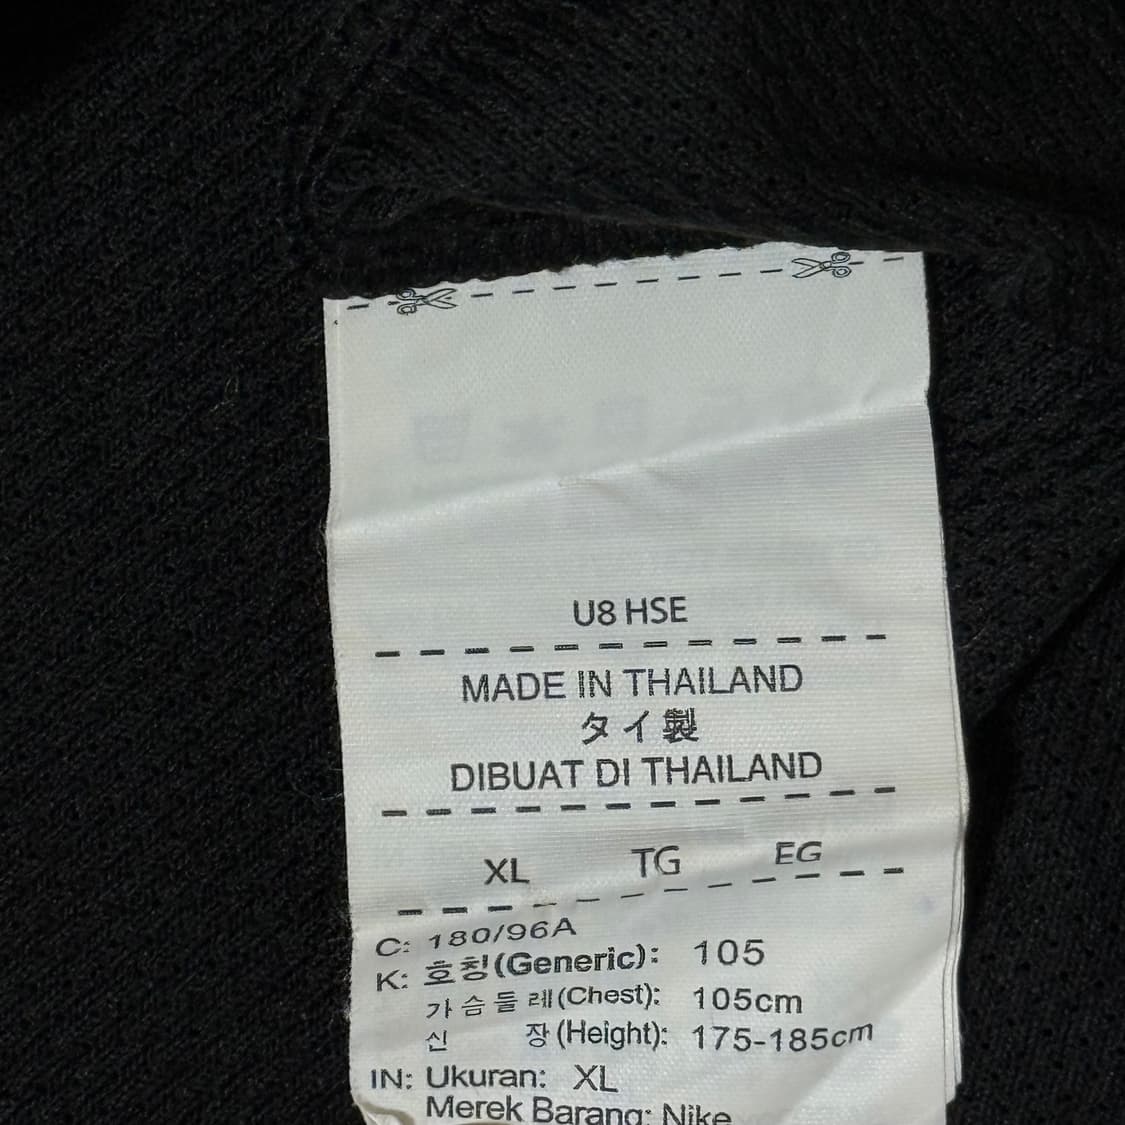 U8 HSE
MADE IN THAILAND
タイ製
DIBUAT DI THAILAND
XL TG EG
C: 180/96A
K: 호칭(Generic): 105
가슴둘레(Chest): 105cm
신 장(Height): 175-185cm
IN: Ukuran: XL
Merek Barang: Nike